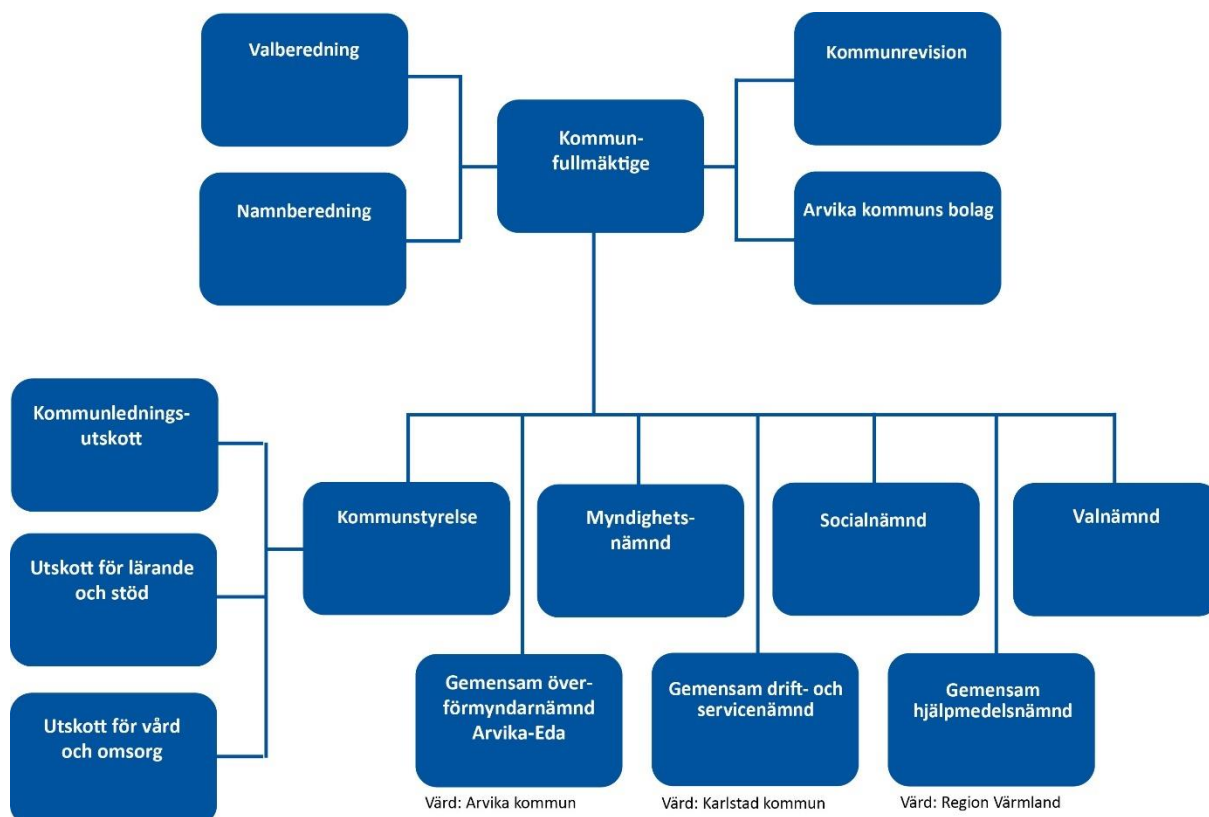 Valberedning
Kommunrevision
Kommun-
fullmäktige
Namnberedning
Arvika kommuns bolag
Kommunlednings-
utskott
Kommunstyrelse
Myndighets-
nämnd
Socialnämnd
Valnämnd
Utskott för lärande
och stöd
Gemensam över-
förmyndarnämnd
Arvika-Eda
Gemensam drift- och
servicenämnd
Gemensam
hjälpmedelsnämnd
Utskott för vård
och omsorg
Värd: Arvika kommun
Värd: Karlstad kommun
Värd: Region Värmland